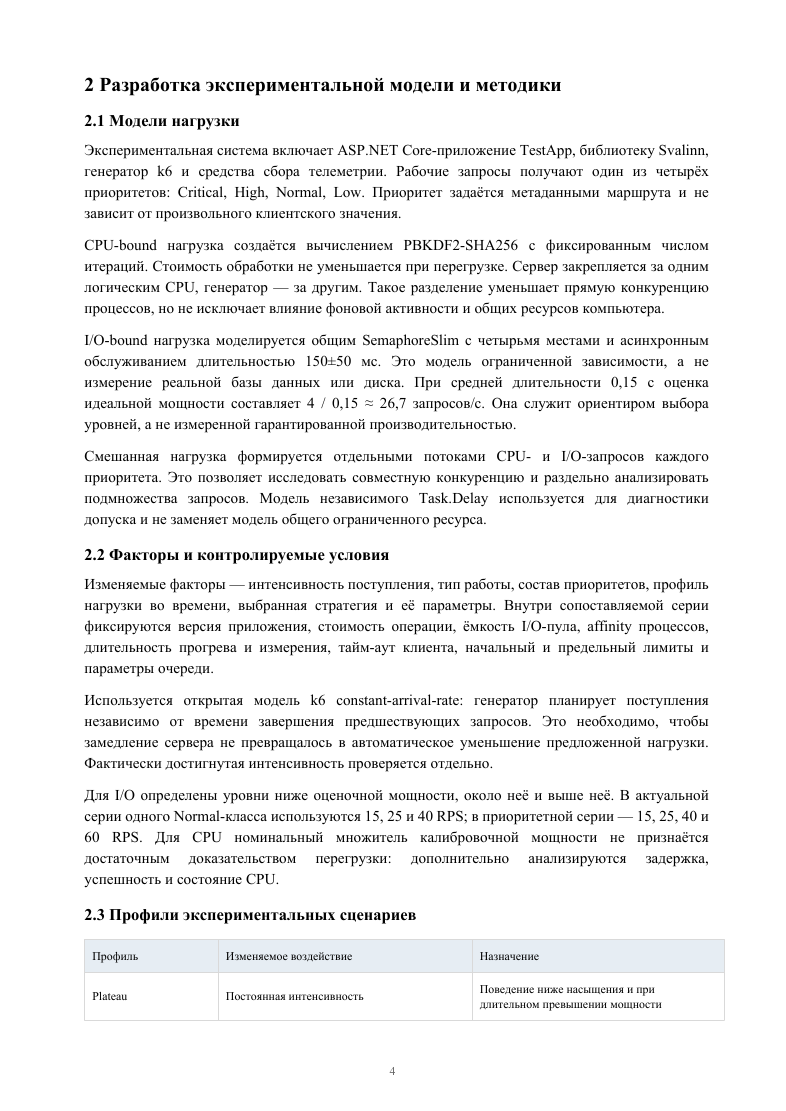 2 Разработка экспериментальной модели и методики
2.1 Модели нагрузки
Экспериментальная система включает ASP.NET Core-приложение TestApp, библиотеку Svalinn,
генератор k6 и средства сбора телеметрии. Рабочие запросы получают один из четырёх
приоритетов: Critical, High, Normal, Low. Приоритет задаётся метаданными маршрута и не
зависит от произвольного клиентского значения.
CPU-bound нагрузка создаётся вычислением PBKDF2-SHA256 с фиксированным числом
итераций. Стоимость обработки не уменьшается при перегрузке. Сервер закрепляется за одним
логическим CPU, генератор — за другим. Такое разделение уменьшает прямую конкуренцию
процессов, но не исключает влияние фоновой активности и общих ресурсов компьютера.
I/O-bound нагрузка моделируется общим SemaphoreSlim с четырьмя местами и асинхронным
обслуживанием длительностью 150±50 мс. Это модель ограниченной зависимости, а не
измерение реальной базы данных или диска. При средней длительности 0,15 с оценка
идеальной мощности составляет 4 / 0,15 ≈ 26,7 запросов/с. Она служит ориентиром выбора
уровней, а не измеренной гарантированной производительностью.
Смешанная нагрузка формируется отдельными потоками CPU- и I/O-запросов каждого
приоритета. Это позволяет исследовать совместную конкуренцию и раздельно анализировать
подмножества запросов. Модель независимого Task.Delay используется для диагностики
допуска и не заменяет модель общего ограниченного ресурса.
2.2 Факторы и контролируемые условия
Изменяемые факторы — интенсивность поступления, тип работы, состав приоритетов, профиль
нагрузки во времени, выбранная стратегия и её параметры. Внутри сопоставляемой серии
фиксируются версия приложения, стоимость операции, ёмкость I/O-пула, affinity процессов,
длительность прогрева и измерения, тайм-аут клиента, начальный и предельный лимиты и
параметры очереди.
Используется открытая модель k6 constant-arrival-rate: генератор планирует поступления
независимо от времени завершения предшествующих запросов. Это необходимо, чтобы
замедление сервера не превращалось в автоматическое уменьшение предложенной нагрузки.
Фактически достигнутая интенсивность проверяется отдельно.
Для I/O определены уровни ниже оценочной мощности, около неё и выше неё. В актуальной
серии одного Normal-класса используются 15, 25 и 40 RPS; в приоритетной серии — 15, 25, 40 и
60 RPS. Для CPU номинальный множитель калибровочной мощности не признаётся
достаточным доказательством перегрузки: дополнительно анализируются задержка,
успешность и состояние CPU.
2.3 Профили экспериментальных сценариев
Профиль
Изменяемое воздействие
Назначение
Plateau
Постоянная интенсивность
Поведение ниже насыщения и при
длительном превышении мощности
4